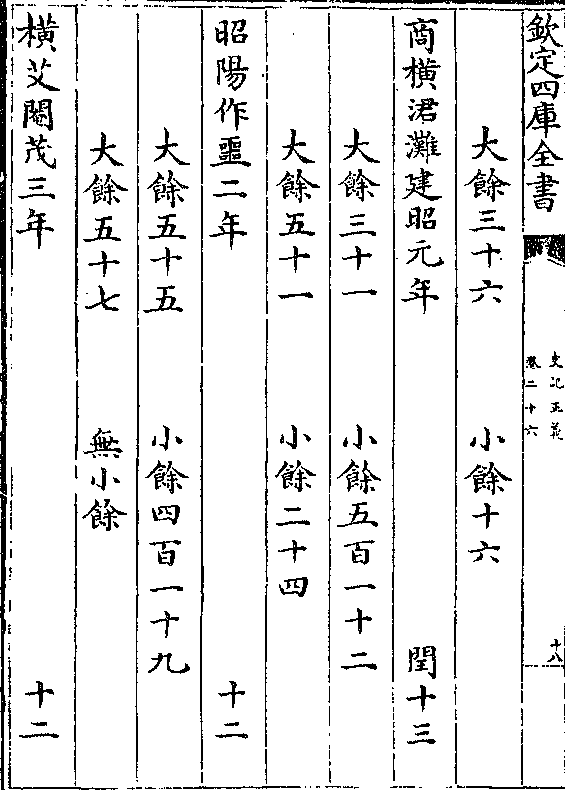 欽定四庫全書
史記正義
卷二十六
十八
大餘三十六　小餘十六
商橫涒灘建昭元年　閏十三
大餘三十一　小餘五百一十二
大餘五十一　小餘二十四
昭陽作噩二年　十二
大餘五十五　小餘四百一十九
大餘五十七　無小餘
橫艾閹茂三年　十二